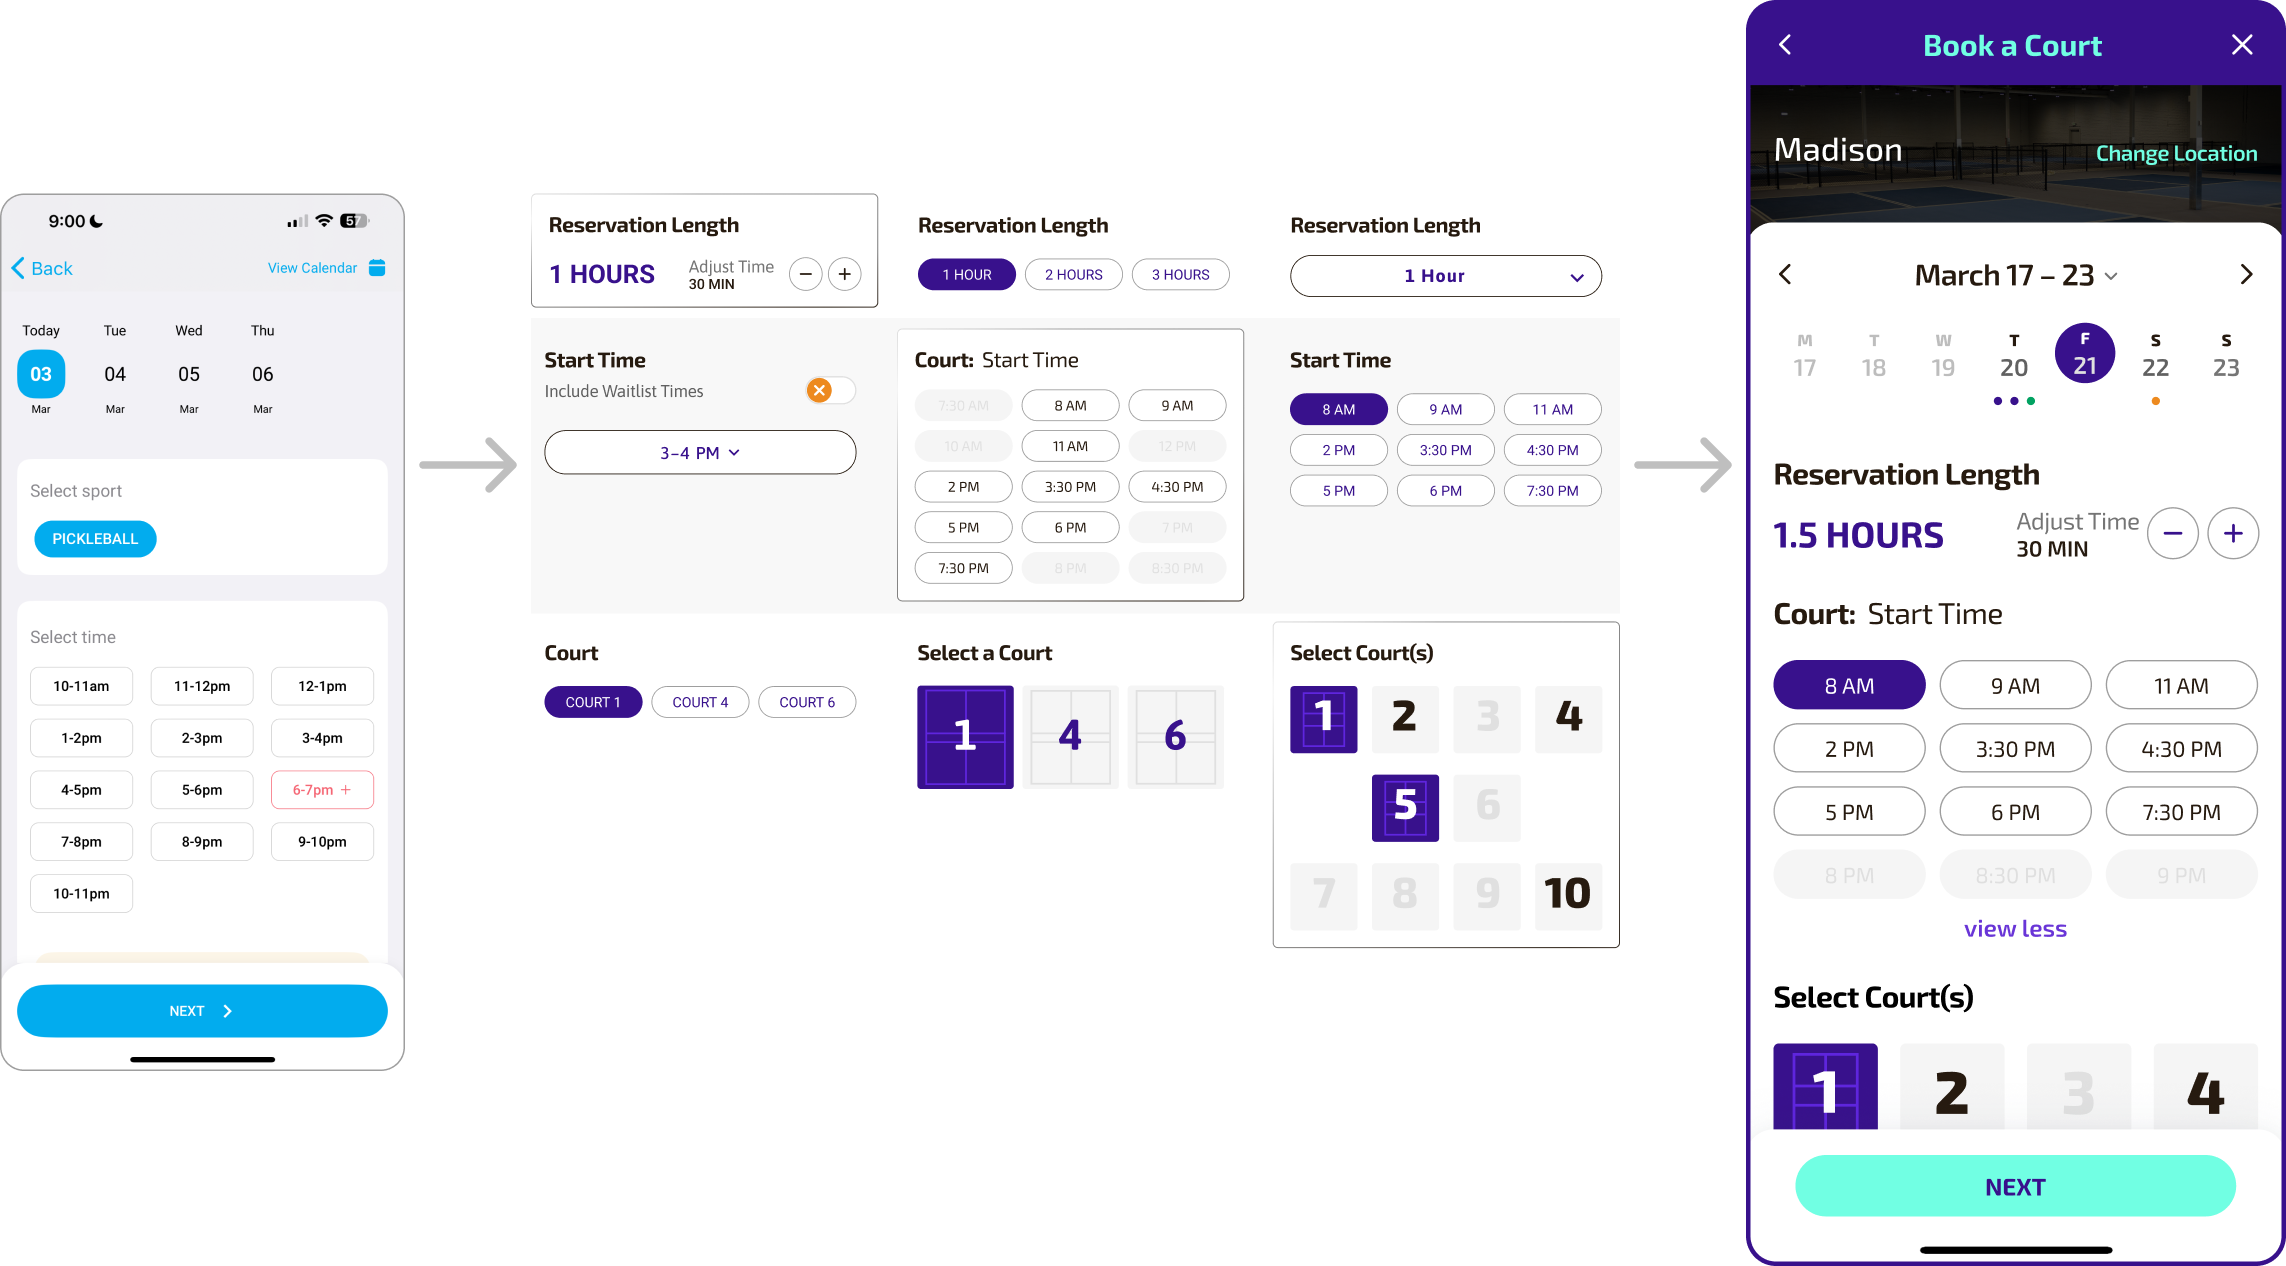 9:00
57
Back
View Calendar
Today Tue Wed Thu
03 04 05 06
Mar Mar Mar Mar
Select sport
PICKLEBALL
Select time
10-11am 11-12pm 12-1pm
1-2pm 2-3pm 3-4pm
4-5pm 5-6pm 6-7pm +
7-8pm 8-9pm 9-10pm
10-11pm
NEXT
Reservation Length
1 HOURS
Adjust Time
30 MIN
Reservation Length
1 HOUR 2 HOURS 3 HOURS
Reservation Length
1 Hour
Start Time
Include Waitlist Times
3–4 PM
Court: Start Time
7:30 AM 8 AM 9 AM
10 AM 11 AM 12 PM
2 PM 3:30 PM 4:30 PM
5 PM 6 PM 7 PM
7:30 PM 8 PM 8:30 PM
Start Time
8 AM 9 AM 11 AM
2 PM 3:30 PM 4:30 PM
5 PM 6 PM 7:30 PM
Court
COURT 1 COURT 4 COURT 6
Select a Court
1 4 6
Select Court(s)
1 2 3 4
5 6
7 8 9 10
Book a Court
Madison
Change Location
March 17 – 23
M T W T F S S
17 18 19 20 21 22 23
Reservation Length
1.5 HOURS
Adjust Time
30 MIN
Court: Start Time
8 AM 9 AM 11 AM
2 PM 3:30 PM 4:30 PM
5 PM 6 PM 7:30 PM
8 PM 8:30 PM 9 PM
view less
Select Court(s)
1 2 3 4
NEXT